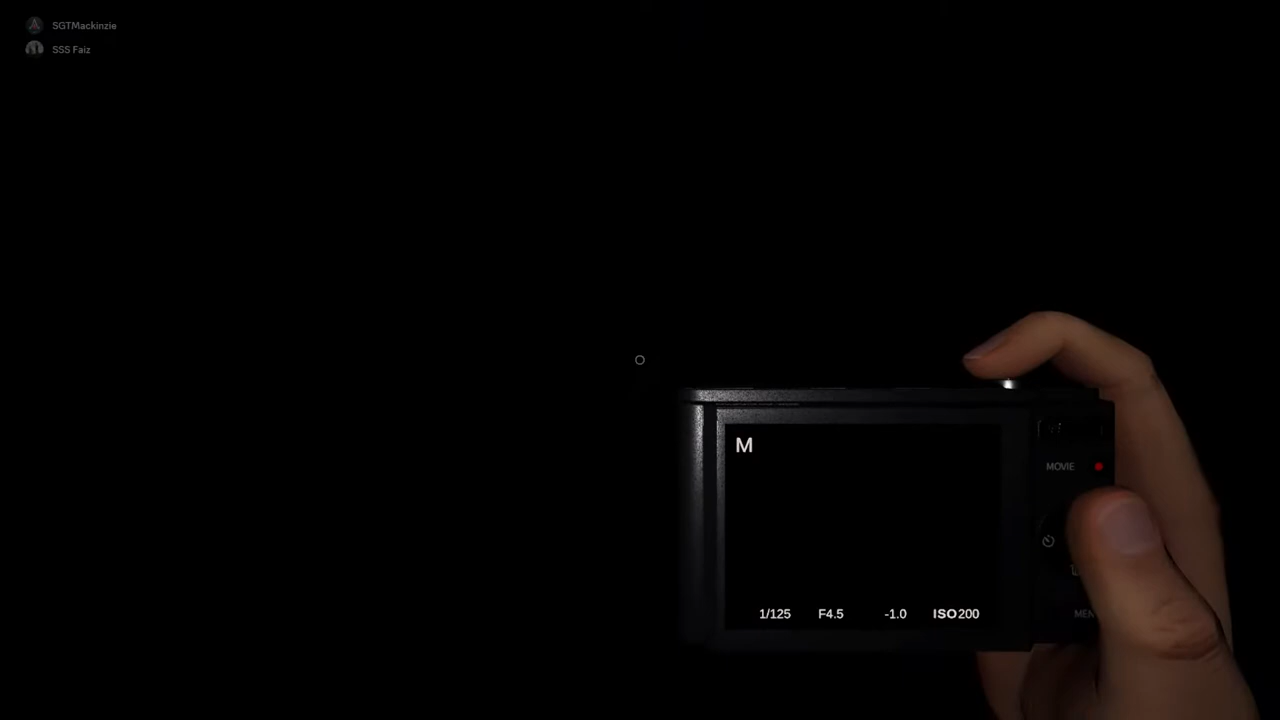 SGTMackinzie
SSS Faiz
M
MOVIE
1/125 F4.5 -1.0 ISO200